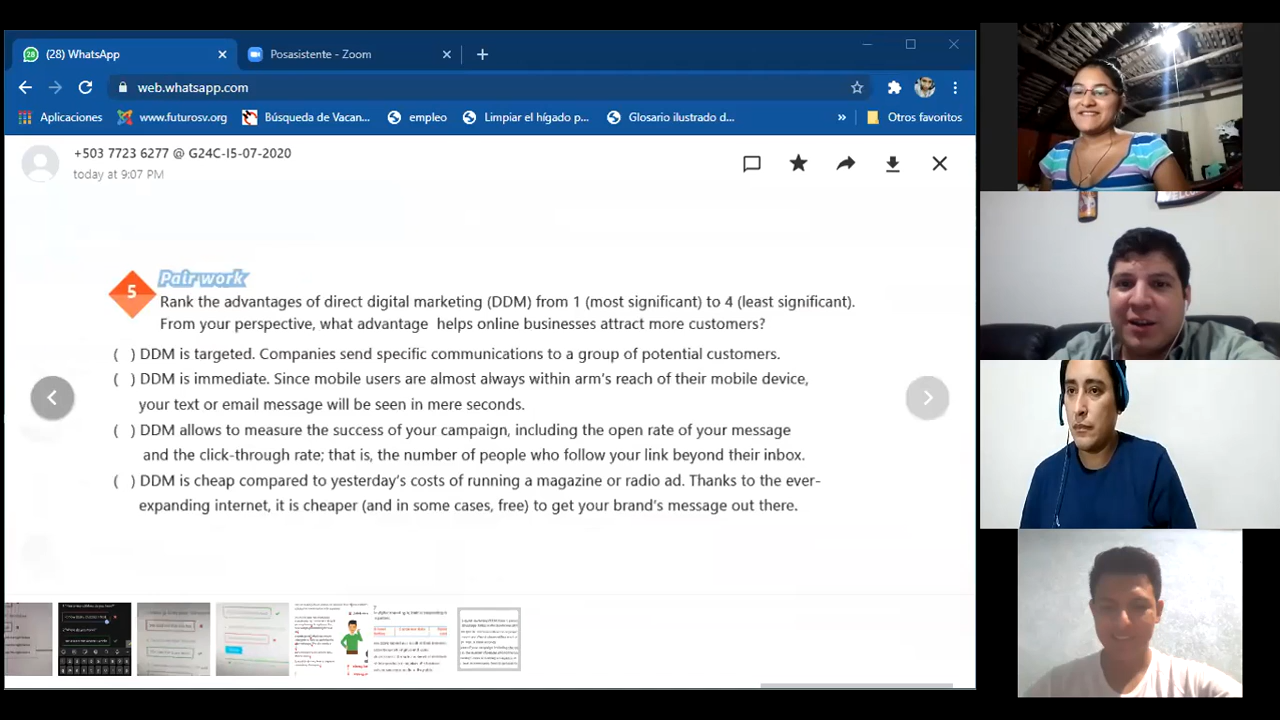 (28) WhatsApp
Posasistente - Zoom
web.whatsapp.com
Aplicaciones
www.futurosv.org
Búsqueda de Vacan...
empleo
Limpiar el hígado p...
Glosario ilustrado d...
»
Otros favoritos
+503 7723 6277 @ G24C-I5-07-2020
today at 9:07 PM
5
Pair work
Rank the advantages of direct digital marketing (DDM) from 1 (most significant) to 4 (least significant).
From your perspective, what advantage helps online businesses attract more customers?
( ) DDM is targeted. Companies send specific communications to a group of potential customers.
( ) DDM is immediate. Since mobile users are almost always within arm's reach of their mobile device,
your text or email message will be seen in mere seconds.
( ) DDM allows to measure the success of your campaign, including the open rate of your message
and the click-through rate; that is, the number of people who follow your link beyond their inbox.
( ) DDM is cheap compared to yesterday's costs of running a magazine or radio ad. Thanks to the ever-
expanding internet, it is cheaper (and in some cases, free) to get your brand's message out there.